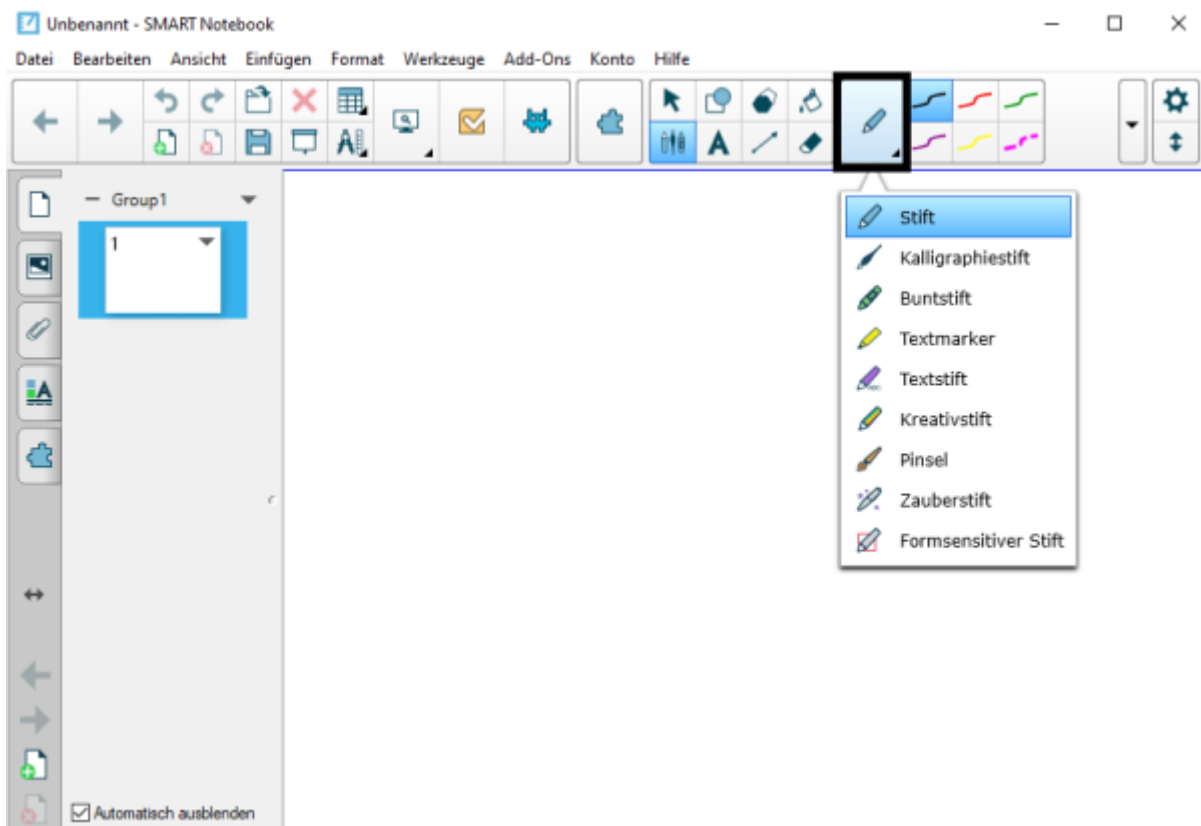 Unbenannt - SMART Notebook
Datei Bearbeiten Ansicht Einfügen Format Werkzeuge Add-Ons Konto Hilfe
Group1
1
Stift
Kalligraphiestift
Buntstift
Textmarker
Textstift
Kreativstift
Pinsel
Zauberstift
Formsensitiver Stift
Automatisch ausblenden